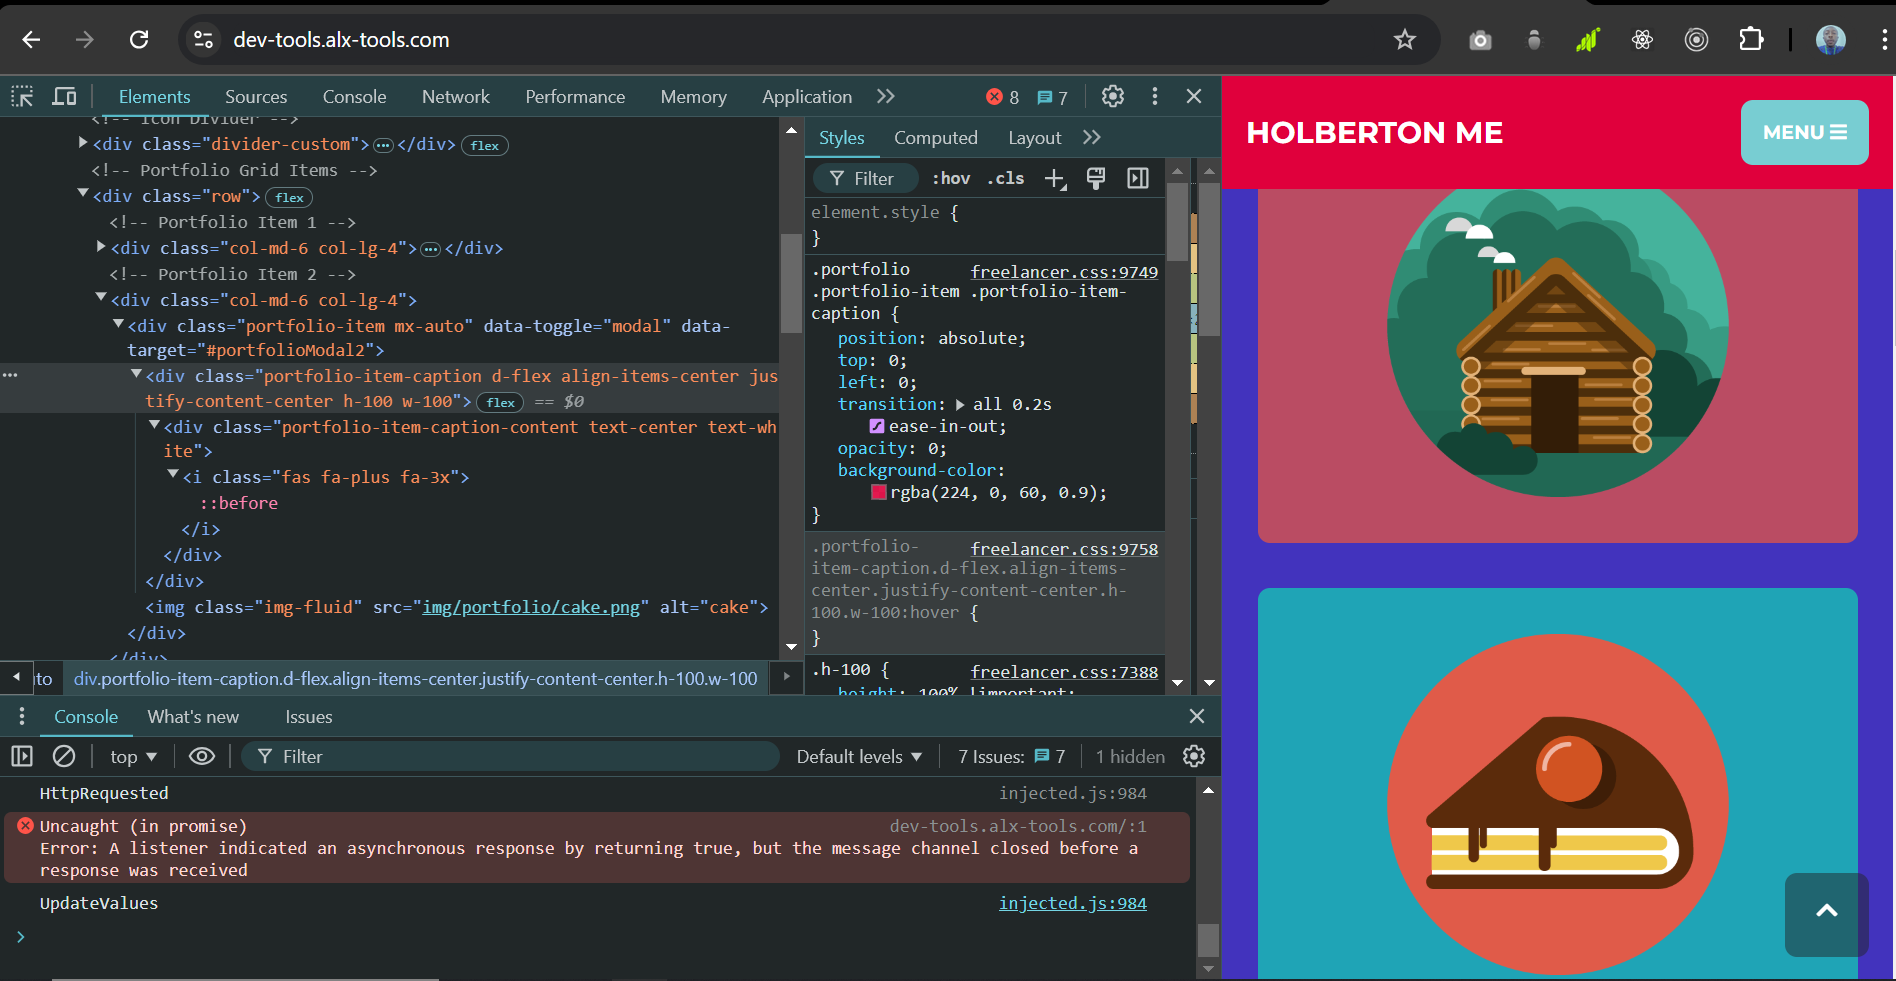 dev-tools.alx-tools.com
Elements Sources Console Network Performance Memory Application 8 7
<!-- Icon Divider -->
<div class="divider-custom"> ··· </div> flex
<!-- Portfolio Grid Items -->
<div class="row"> flex
<!-- Portfolio Item 1 -->
<div class="col-md-6 col-lg-4"> ··· </div>
<!-- Portfolio Item 2 -->
<div class="col-md-6 col-lg-4">
<div class="portfolio-item mx-auto" data-toggle="modal" data-
target="#portfolioModal2">
<div class="portfolio-item-caption d-flex align-items-center jus
tify-content-center h-100 w-100"> flex == $0
<div class="portfolio-item-caption-content text-center text-wh
ite">
<i class="fas fa-plus fa-3x">
::before
</i>
</div>
</div>
<img class="img-fluid" src="img/portfolio/cake.png" alt="cake">
</div>
</div>
uto div.portfolio-item-caption.d-flex.align-items-center.justify-content-center.h-100.w-100
Styles Computed Layout
Filter :hov .cls
element.style {
}
.portfolio freelancer.css:9749
.portfolio-item .portfolio-item-
caption {
position: absolute;
top: 0;
left: 0;
transition: all 0.2s
ease-in-out;
opacity: 0;
background-color:
rgba(224, 0, 60, 0.9);
}
.portfolio- freelancer.css:9758
item-caption.d-flex.align-items-
center.justify-content-center.h-
100.w-100:hover {
}
.h-100 { freelancer.css:7388
height: 100% !important;
Console What's new Issues
top Filter Default levels 7 Issues: 7 1 hidden
HttpRequested injected.js:984
Uncaught (in promise) dev-tools.alx-tools.com/:1
Error: A listener indicated an asynchronous response by returning true, but the message channel closed before a
response was received
UpdateValues injected.js:984
HOLBERTON ME
MENU